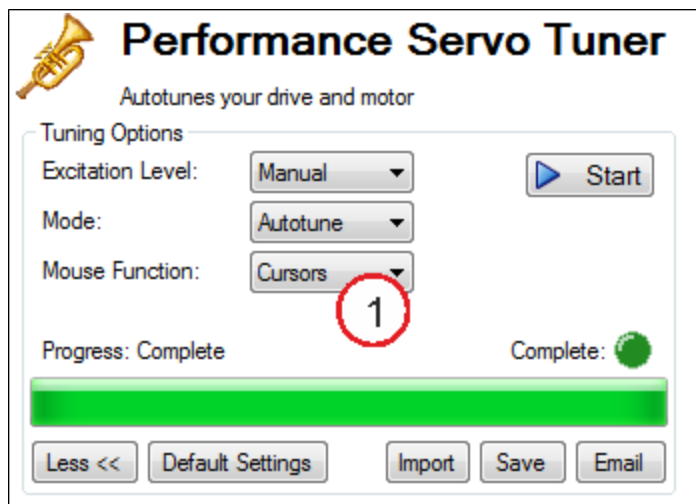 Performance Servo Tuner
Autotunes your drive and motor
Tuning Options
Excitation Level: Manual Start
Mode: Autotune
Mouse Function: Cursors
1
Progress: Complete Complete:
Less << Default Settings Import Save Email